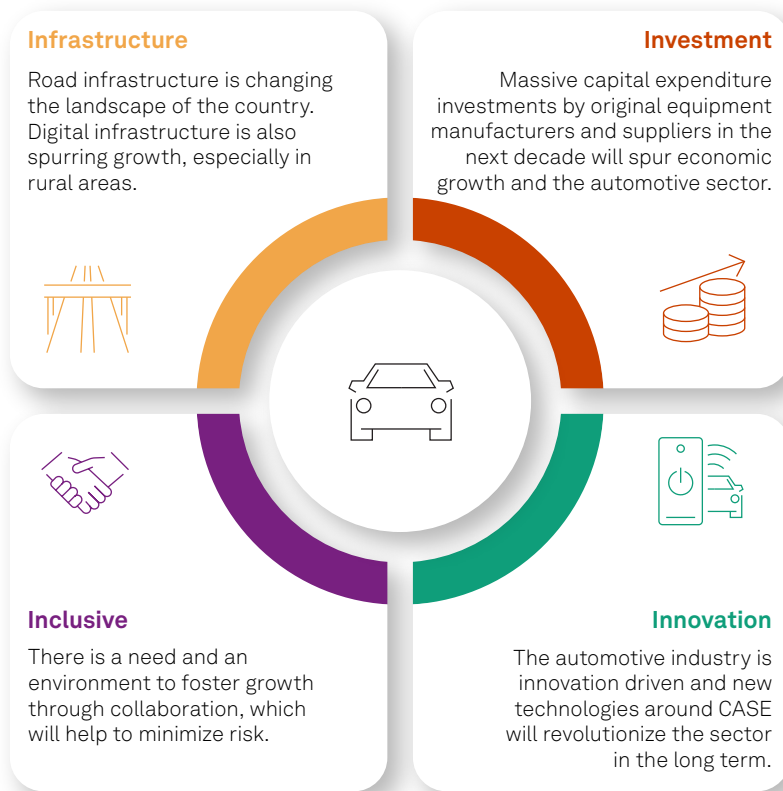 Infrastructure
Road infrastructure is changing
the landscape of the country.
Digital infrastructure is also
spurring growth, especially in
rural areas.
Investment
Massive capital expenditure
investments by original equipment
manufacturers and suppliers in the
next decade will spur economic
growth and the automotive sector.
Inclusive
There is a need and an
environment to foster growth
through collaboration, which
will help to minimize risk.
Innovation
The automotive industry is
innovation driven and new
technologies around CASE
will revolutionize the sector
in the long term.